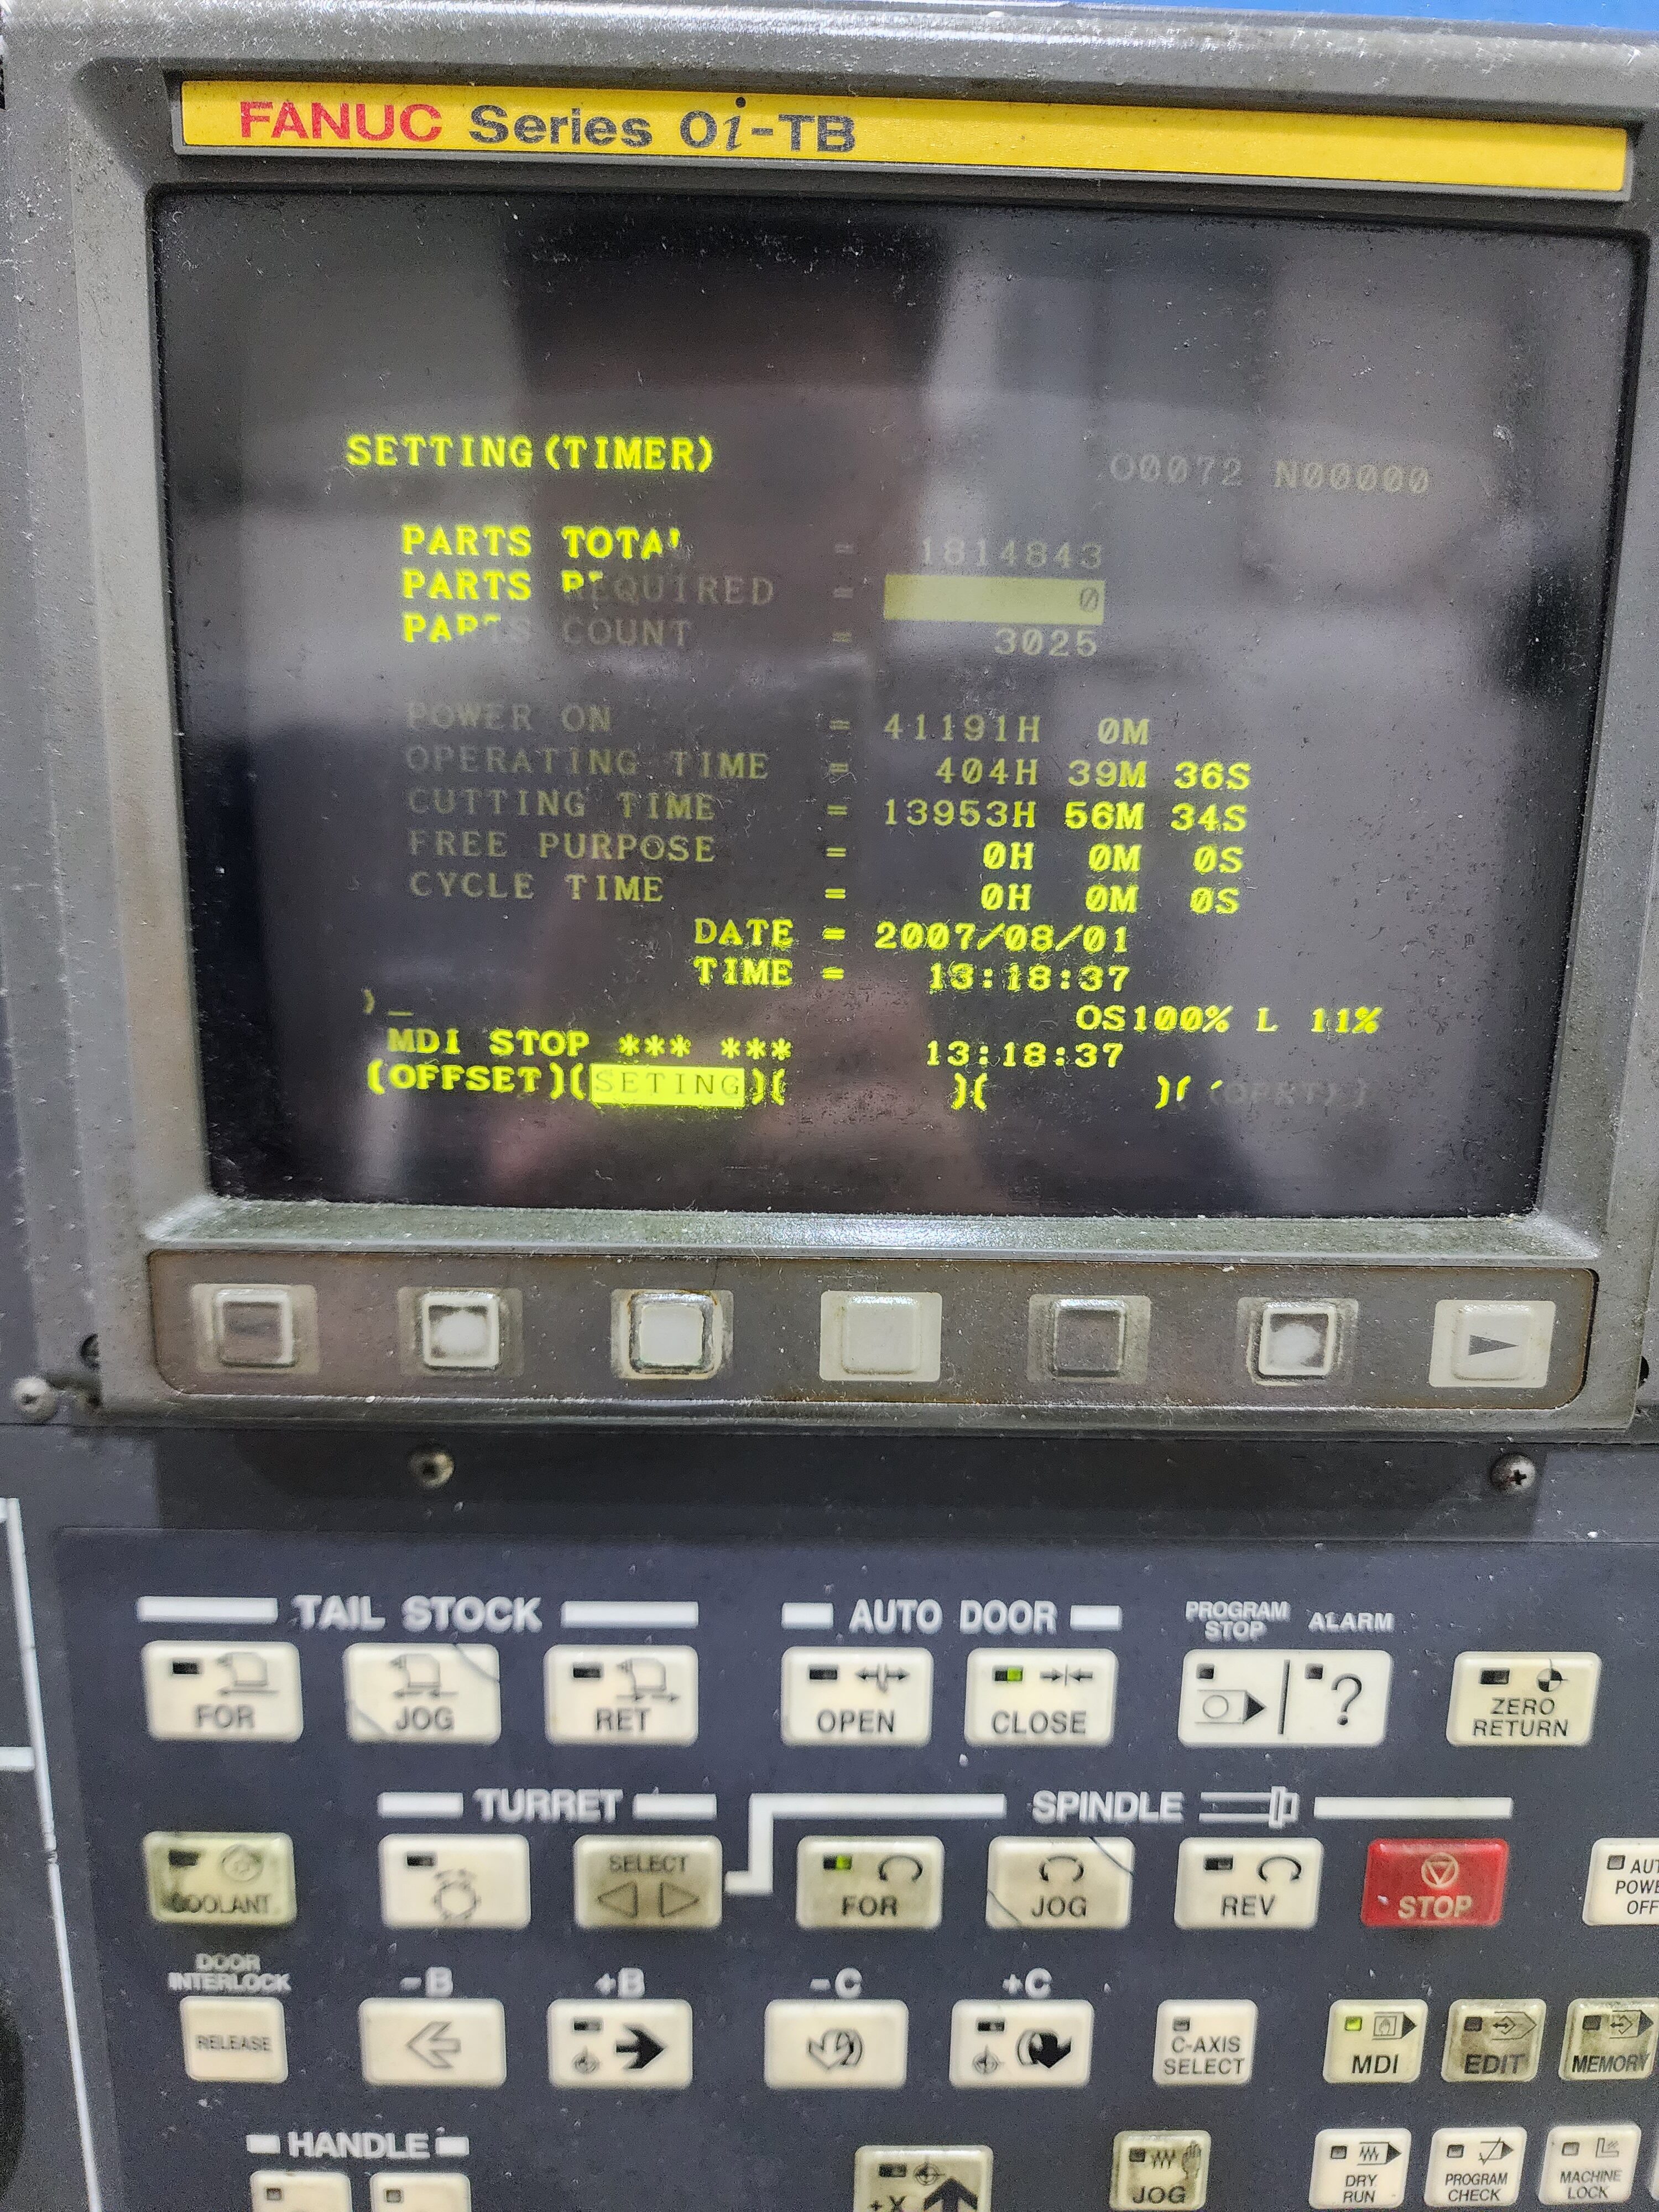 FANUC Series 0i-TB
SETTING(TIMER)
O0072 N00000
PARTS TOTAL = 1814843
PARTS REQUIRED = 0
PARTS COUNT = 3025
POWER ON = 41191H 0M
OPERATING TIME = 404H 39M 36S
CUTTING TIME = 13953H 56M 34S
FREE PURPOSE = 0H 0M 0S
CYCLE TIME = 0H 0M 0S
DATE = 2007/08/01
TIME = 13:18:37
)_
OS100% L 11%
MDI STOP *** *** 13:18:37
(OFFSET)(SETING)( )( )( (OPRT))
TAIL STOCK
AUTO DOOR
PROGRAM STOP
ALARM
FOR
JOG
RET
OPEN
CLOSE
?
ZERO RETURN
TURRET
SPINDLE
COOLANT
SELECT
FOR
JOG
REV
STOP
DOOR INTERLOCK
RELEASE
-B
+B
-C
+C
C-AXIS SELECT
MDI
EDIT
MEMORY
HANDLE
+X
JOG
DRY RUN
PROGRAM CHECK
MACHINE LOCK